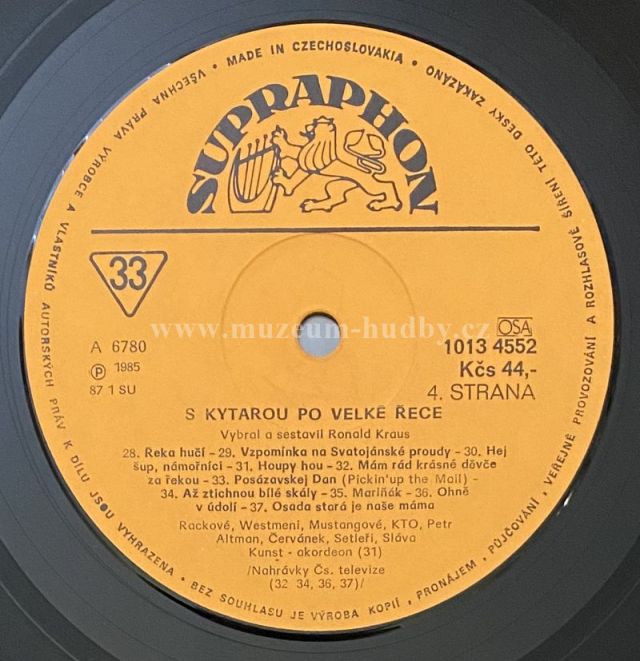 • MADE IN CZECHOSLOVAKIA • VŠECHNA PRÁVA VÝROBCE A VLASTNÍKŮ AUTORSKÝCH PRÁV K DÍLU JSOU VYHRAZENA • BEZ SOUHLASU JE VÝROBA KOPIÍ, PRONÁJEM, PŮJČOVÁNÍ, VEŘEJNÉ PROVOZOVÁNÍ A ROZHLASOVÉ ŠÍŘENÍ TÉTO DESKY ZAKÁZÁNO
SUPRAPHON
33
www.muzeum-hudby.cz
OSA
A 6780
1013 4552
Ⓟ 1985
Kčs 44,-
87 1 SU
4. STRANA
S KYTAROU PO VELKÉ ŘECE
Vybral a sestavil Ronald Kraus
28. Řeka hučí - 29. Vzpomínka na Svatojánské proudy - 30. Hej
šup, námořníci - 31. Houpy hou - 32. Mám rád krásné děvče
za řekou - 33. Posázavskej Dan (Pickin'up the Mail) -
34. Až ztichnou bílé skály - 35. Mariňák - 36. Ohně
v údolí - 37. Osada stará je naše máma
Rackové, Westmeni, Mustangové, KTO, Petr
Altman, Červánek, Setleři, Sláva
Kunst - akordeon (31)
/Nahrávky Čs. televize
(32 34, 36, 37)/